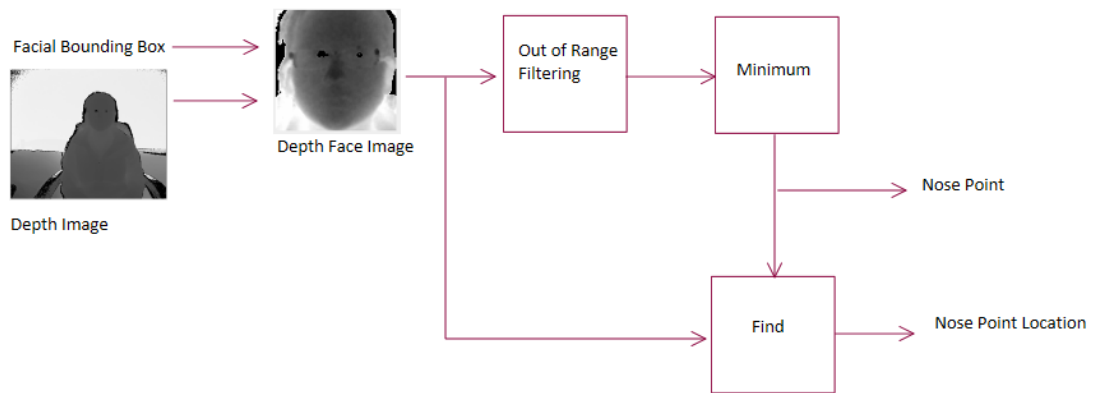 Facial Bounding Box
Depth Image
Depth Face Image
Out of Range
Filtering
Minimum
Nose Point
Find
Nose Point Location